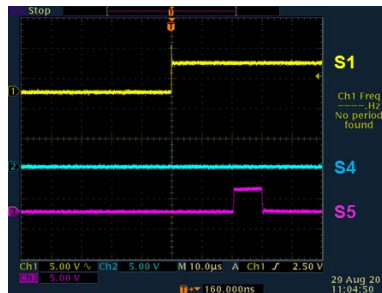 Stop
S1
Ch1 Freq
----.Hz
No period
found
S4
S5
Ch1 5.00 V Ch2 5.00 V M 10.0µs A Ch1 2.50 V
Ch3 5.00 V
160.000ns
29 Aug 20
11:04:50